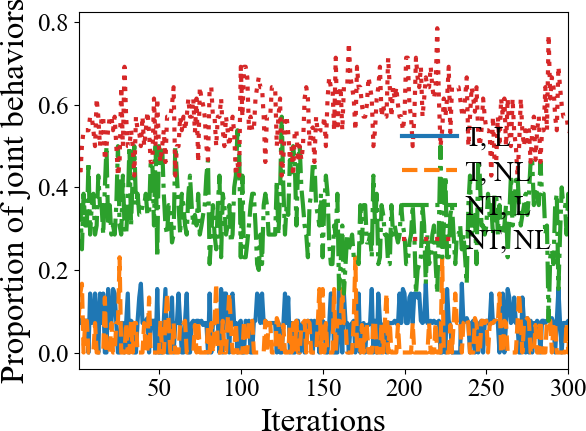 Proportion of joint behaviors
0.8
0.6
0.4
0.2
0.0
T, L
T, NL
NT, L
NT, NL
50
100
150
200
250
300
Iterations